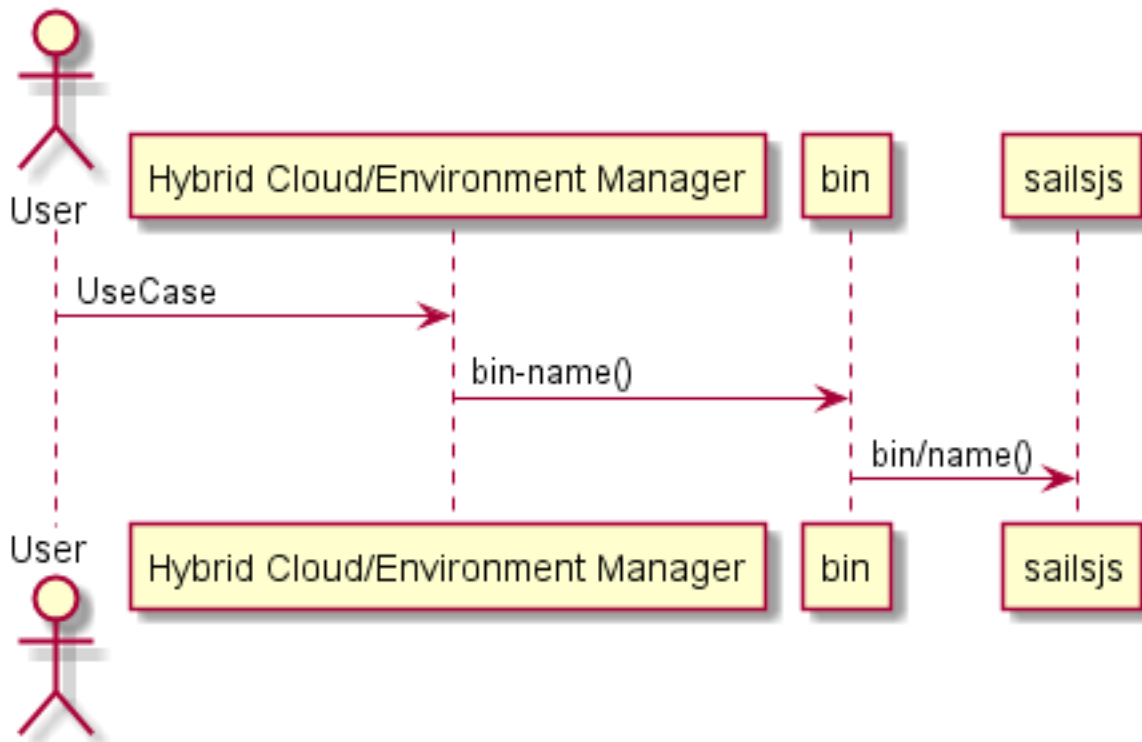 User
Hybrid Cloud/Environment Manager
bin
sailsjs
UseCase
bin-name()
bin/name()
User
Hybrid Cloud/Environment Manager
bin
sailsjs